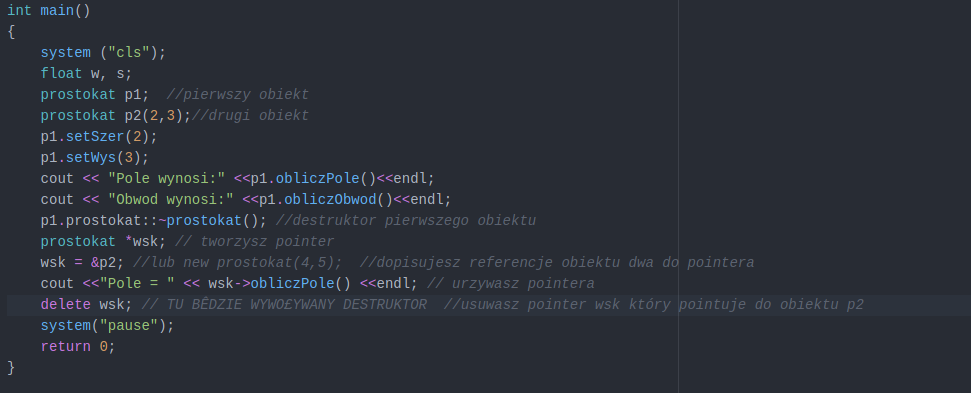 int main()
{
    system ("cls");
    float w, s;
    prostokat p1;  //pierwszy obiekt
    prostokat p2(2,3);//drugi obiekt
    p1.setSzer(2);
    p1.setWys(3);
    cout << "Pole wynosi:" <<p1.obliczPole()<<endl;
    cout << "Obwod wynosi:" <<p1.obliczObwod()<<endl;
    p1.prostokat::~prostokat(); //destruktor pierwszego obiektu
    prostokat *wsk; // tworzysz pointer
    wsk = &p2; //lub new prostokat(4,5);  //dopisujesz referencje obiektu dwa do pointera
    cout <<"Pole = " << wsk->obliczPole() <<endl; // urzywasz pointera
    delete wsk; // TU BÊDZIE WYWO£YWANY DESTRUKTOR  //usuwasz pointer wsk który pointuje do obiektu p2
    system("pause");
    return 0;
}